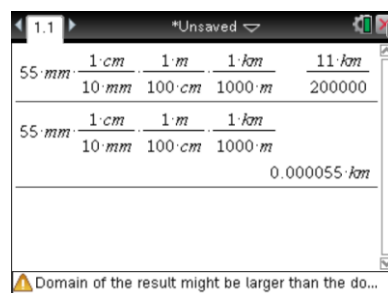 1.1 *Unsaved
55·mm · 1·cm/10·mm · 1·m/100·cm · 1·km/1000·m 11·km/200000
55·mm · 1·cm/10·mm · 1·m/100·cm · 1·km/1000·m
0.000055·km
Domain of the result might be larger than the do...